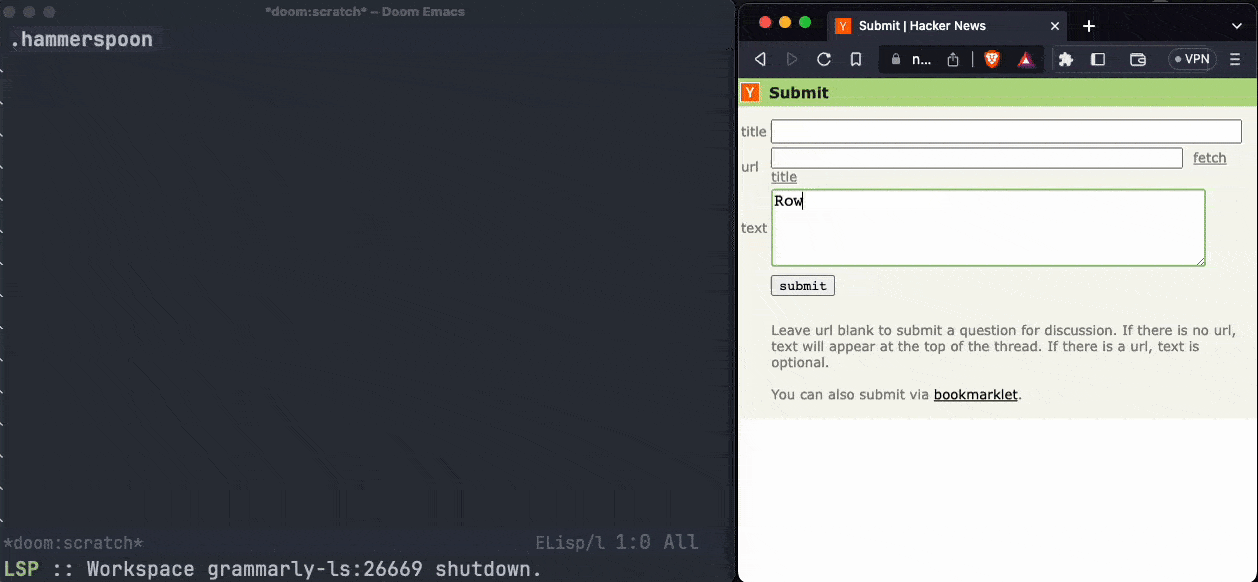 *doom:scratch* – Doom Emacs
.hammerspoon
*doom:scratch*
ELisp/l 1:0 All
LSP :: Workspace grammarly-ls:26669 shutdown.
Submit | Hacker News
n...
VPN
Y Submit
title
url
fetch
title
text
Row
submit
Leave url blank to submit a question for discussion. If there is no url,
text will appear at the top of the thread. If there is a url, text is
optional.
You can also submit via bookmarklet.